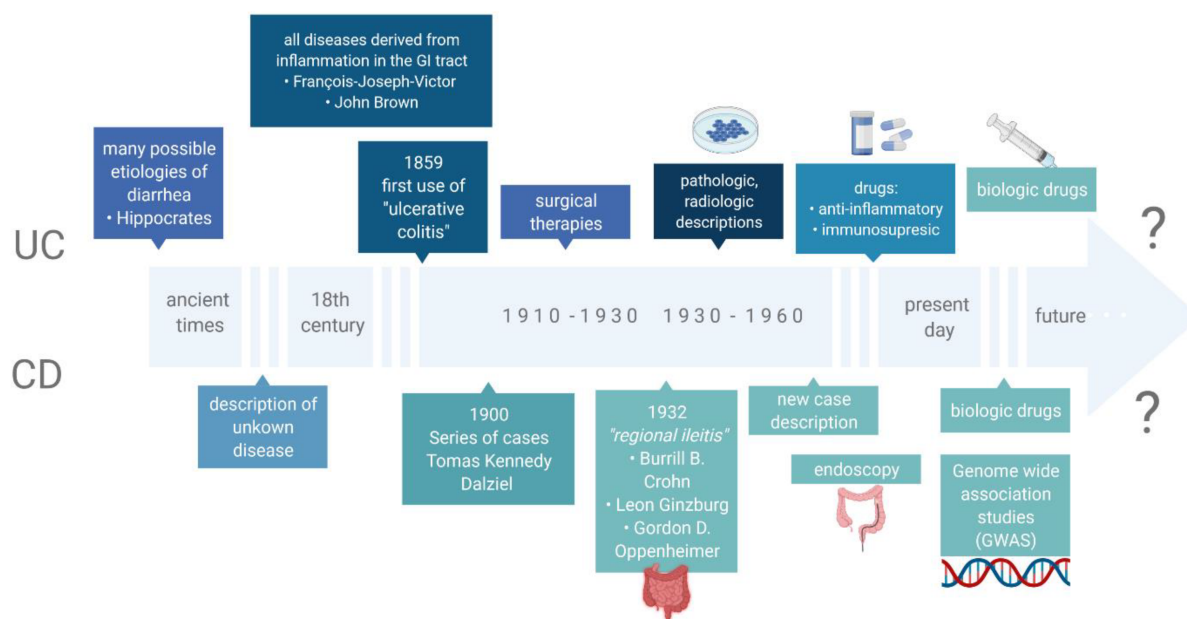 all diseases derived from
inflammation in the GI tract
• François-Joseph-Victor
• John Brown
many possible
etiologies of
diarrhea
• Hippocrates
1859
first use of
"ulcerative
colitis"
surgical
therapies
pathologic,
radiologic
descriptions
drugs:
• anti-inflammatory
• immunosupresic
biologic drugs
UC
?
ancient
times
18th
century
1910 - 1930
1930 - 1960
present
day
future
CD
?
description of
unkown
disease
1900
Series of cases
Tomas Kennedy
Dalziel
1932
"regional ileitis"
• Burrill B.
Crohn
• Leon Ginzburg
• Gordon D.
Oppenheimer
new case
description
endoscopy
biologic drugs
Genome wide
association
studies
(GWAS)